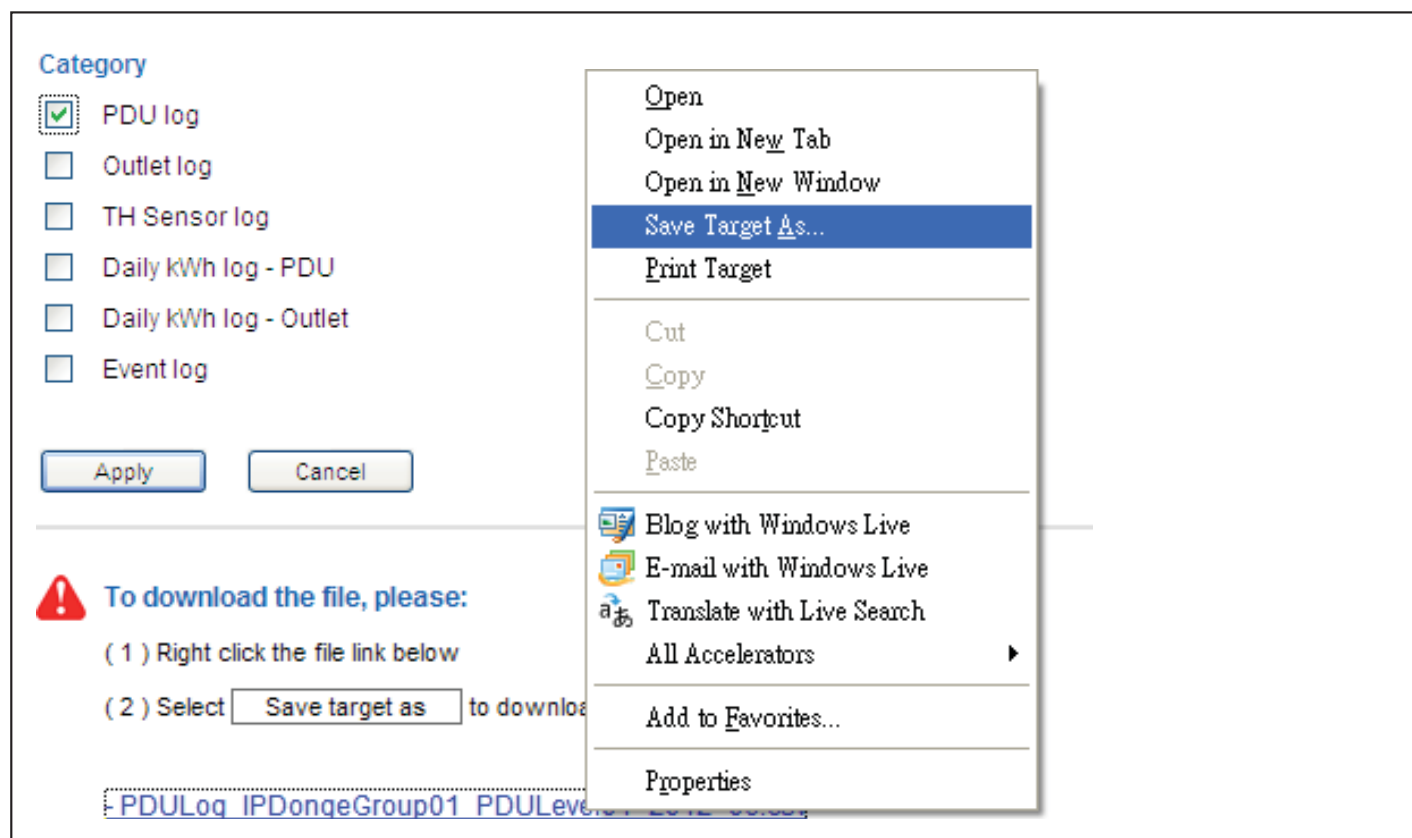 Category
PDU log
Outlet log
TH Sensor log
Daily kWh log - PDU
Daily kWh log - Outlet
Event log
Apply
Cancel
To download the file, please:
( 1 ) Right click the file link below
( 2 ) Select Save target as to downloa
- PDULog_IPDongeGroup01_PDULevel
Open
Open in New Tab
Open in New Window
Save Target As...
Print Target
Cut
Copy
Copy Shortcut
Paste
Blog with Windows Live
E-mail with Windows Live
Translate with Live Search
All Accelerators
Add to Favorites...
Properties